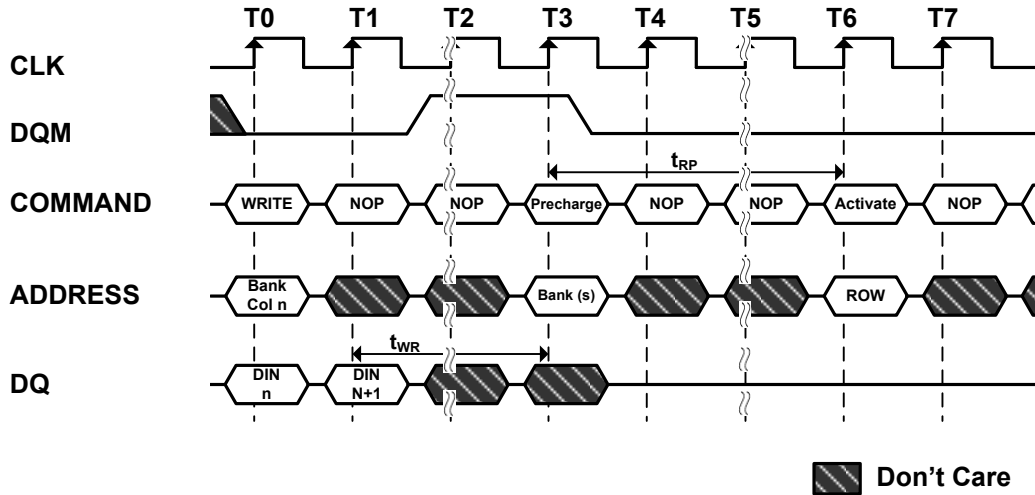 T0 T1 T2 T3 T4 T5 T6 T7
CLK
DQM
tRP
COMMAND WRITE NOP NOP Precharge NOP NOP Activate NOP
ADDRESS Bank Col n Bank (s) ROW
tWR
DQ DIN n DIN N+1
Don't Care